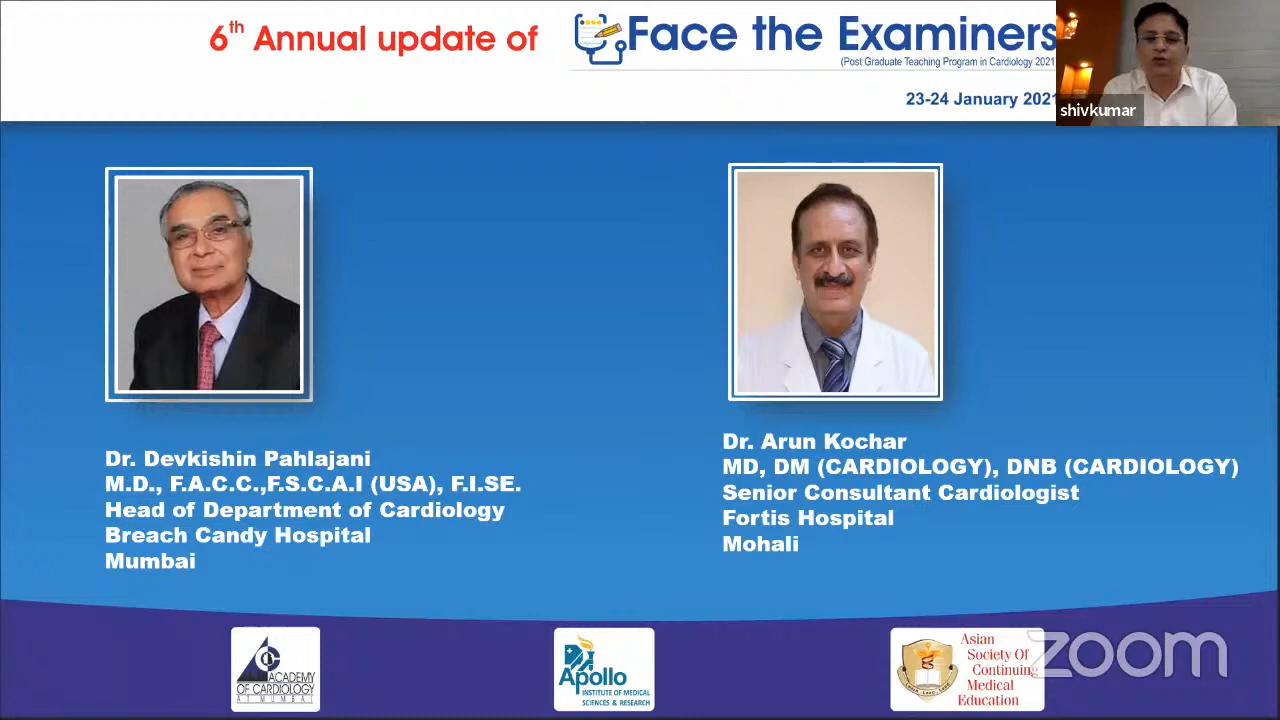 6th Annual update of
Face the Examiners
(Post Graduate Teaching Program in Cardiology 2021
23-24 January 2021
shivkumar
Dr. Devkishin Pahlajani
M.D., F.A.C.C.,F.S.C.A.I (USA), F.I.SE.
Head of Department of Cardiology
Breach Candy Hospital
Mumbai
Dr. Arun Kochar
MD, DM (CARDIOLOGY), DNB (CARDIOLOGY)
Senior Consultant Cardiologist
Fortis Hospital
Mohali
ACADEMY
OF CARDIOLOGY
AT MUMBAI
Apollo
INSTITUTE OF MEDICAL
SCIENCES & RESEARCH
Asian
Society Of
Continuing
Medical
Education
zoom